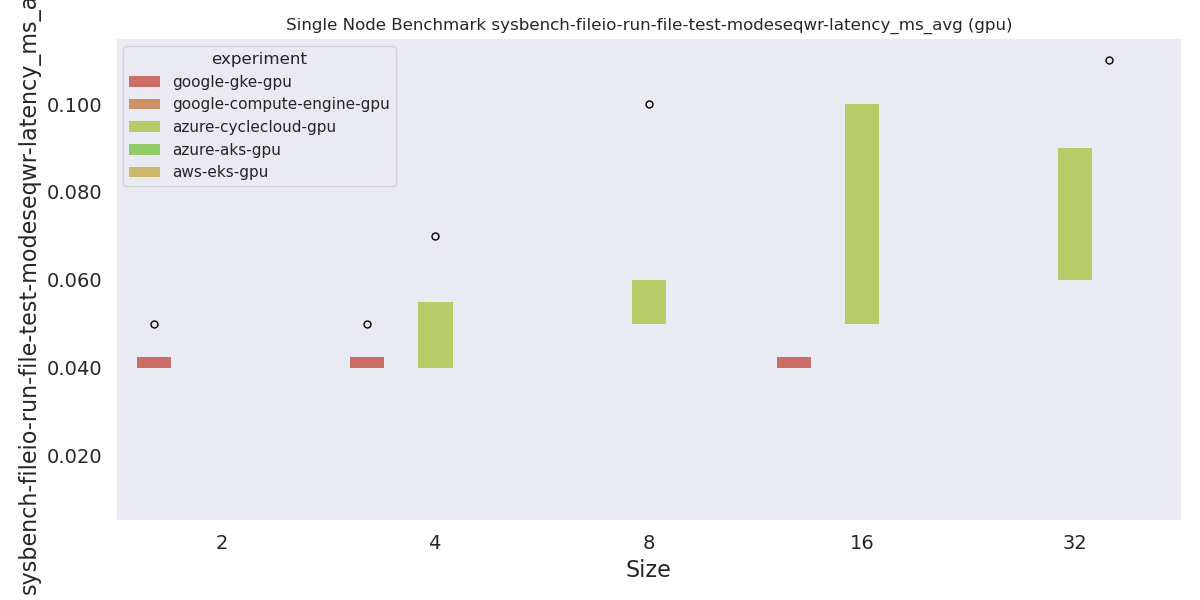 Single Node Benchmark sysbench-fileio-run-file-test-modeseqwr-latency_ms_avg (gpu)
sysbench-fileio-run-file-test-modeseqwr-latency_ms_a
experiment
google-gke-gpu
google-compute-engine-gpu
azure-cyclecloud-gpu
azure-aks-gpu
aws-eks-gpu
0.100
0.080
0.060
0.040
0.020
2 4 8 16 32
Size